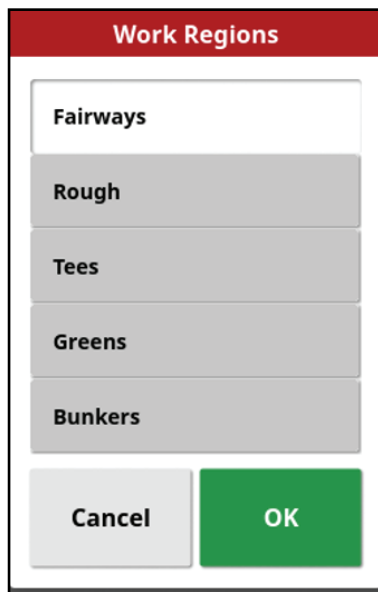 Work Regions
Fairways
Rough
Tees
Greens
Bunkers
Cancel
OK